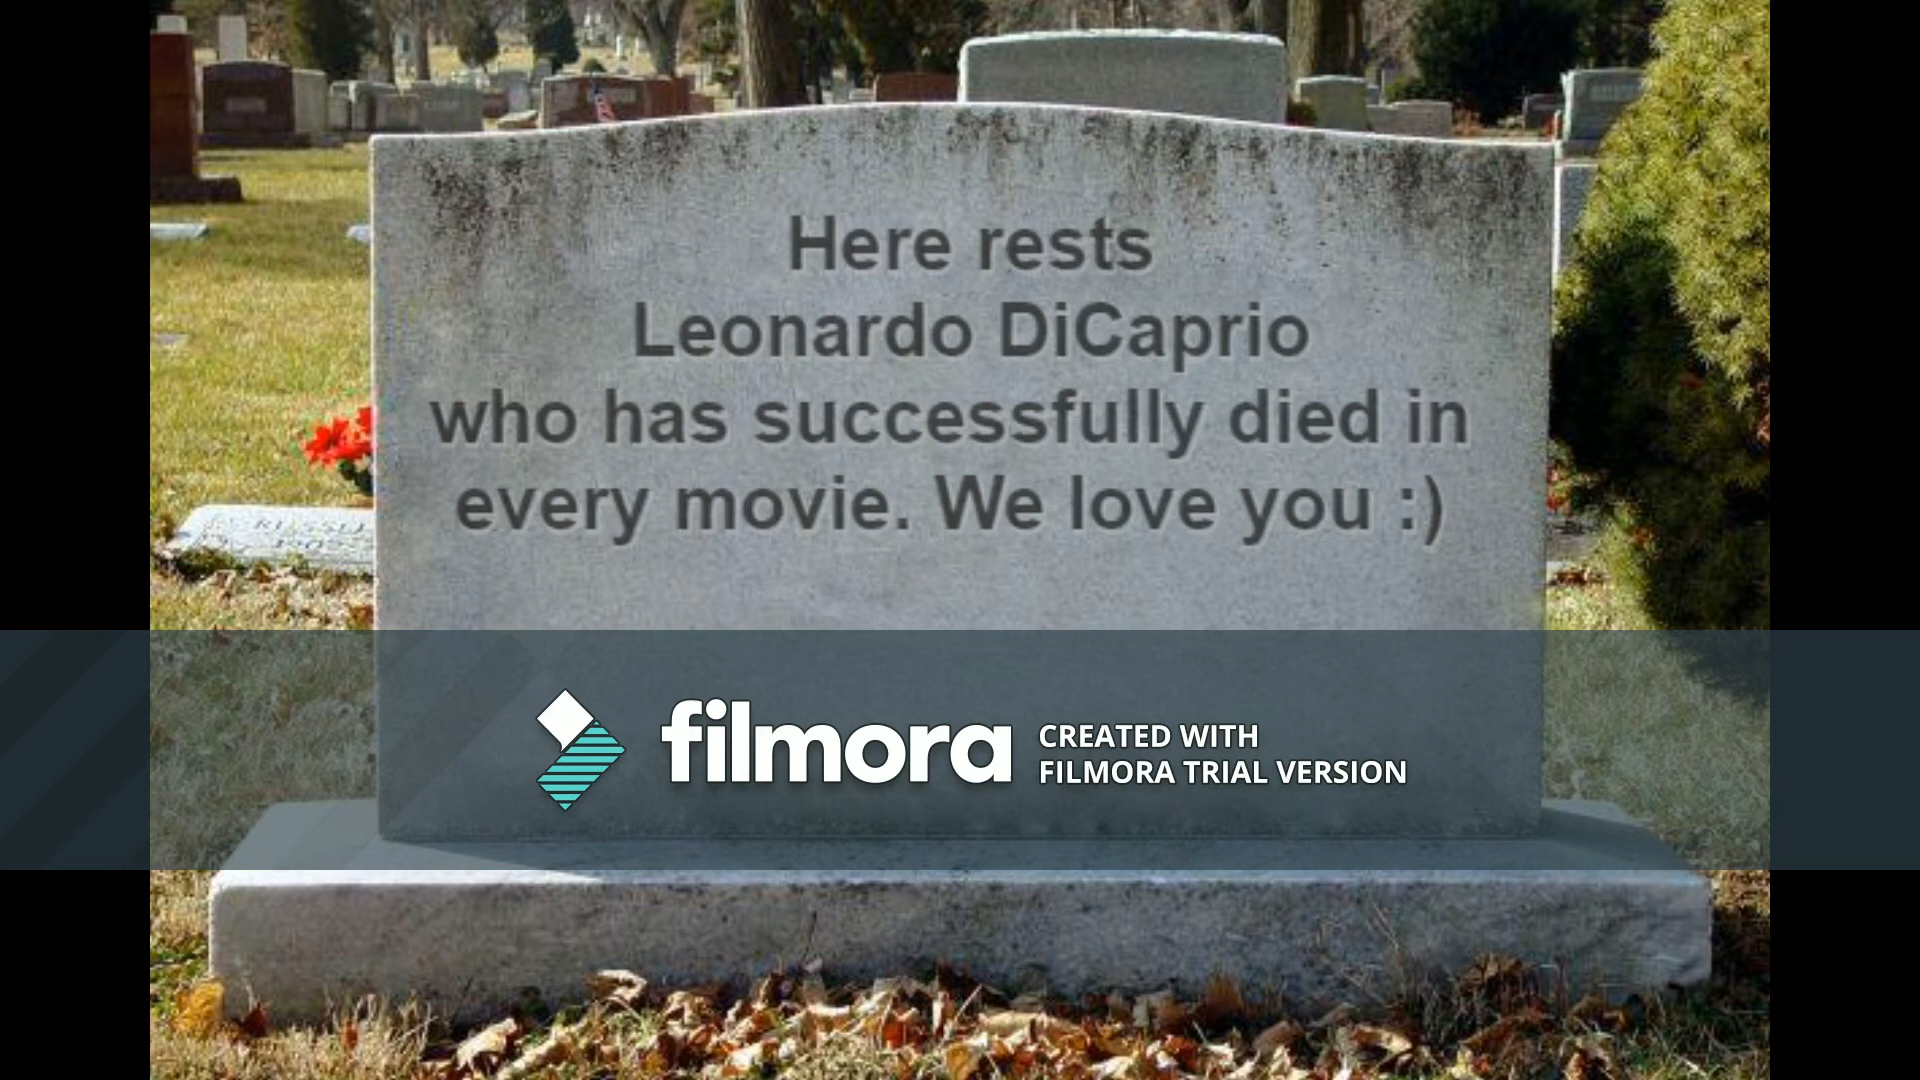 Here rests
Leonardo DiCaprio
who has successfully died in
every movie. We love you :)
filmora
CREATED WITH
FILMORA TRIAL VERSION